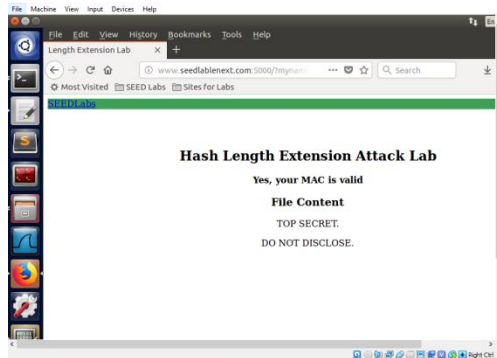 File Machine View Input Devices Help
En
File Edit View History Bookmarks Tools Help
Length Extension Lab × +
www.seedlablenext.com:5000/?mynam ··· Search
Most Visited SEED Labs Sites for Labs
SEEDLabs
Hash Length Extension Attack Lab
Yes, your MAC is valid
File Content
TOP SECRET.
DO NOT DISCLOSE.
Right Ctrl